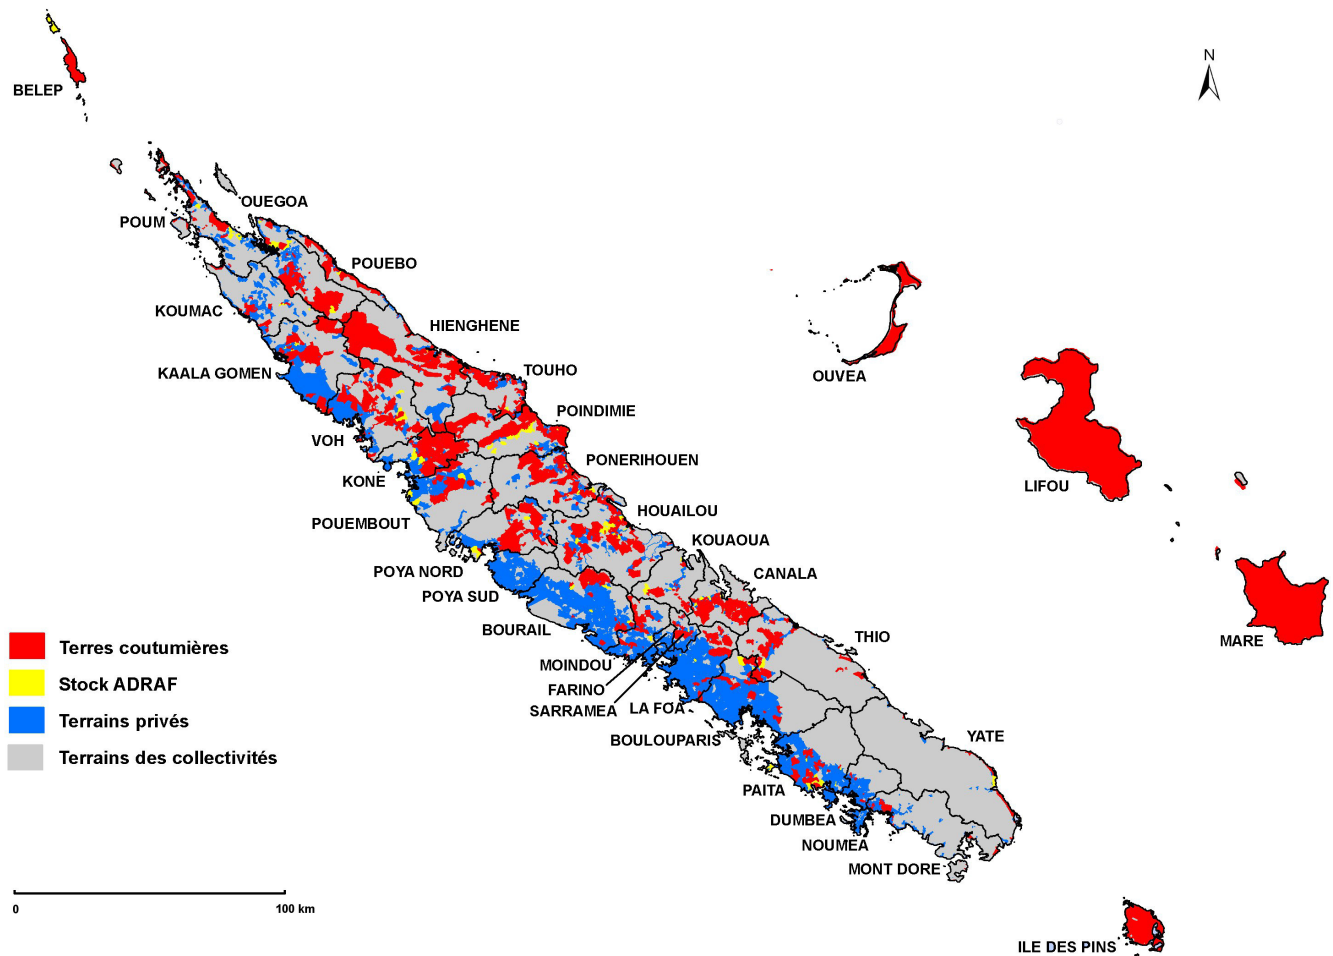 N
BELEP
OUEGOA
POUM
POUEBO
KOUMAC
HIENGHENE
KAALA GOMEN
TOUHO
OUVEA
POINDIMIE
VOH
PONERIHOUEN
KONE
LIFOU
HOUAILOU
POUEMBOUT
KOUAOUA
POYA NORD
CANALA
POYA SUD
BOURAIL
THIO
MARE
Terres coutumières
MOINDOU
Stock ADRAF
FARINO
SARRAMEA
LA FOA
Terrains privés
BOULOUPARIS
YATE
Terrains des collectivités
PAITA
DUMBEA
NOUMEA
MONT DORE
0
100 km
ILE DES PINS